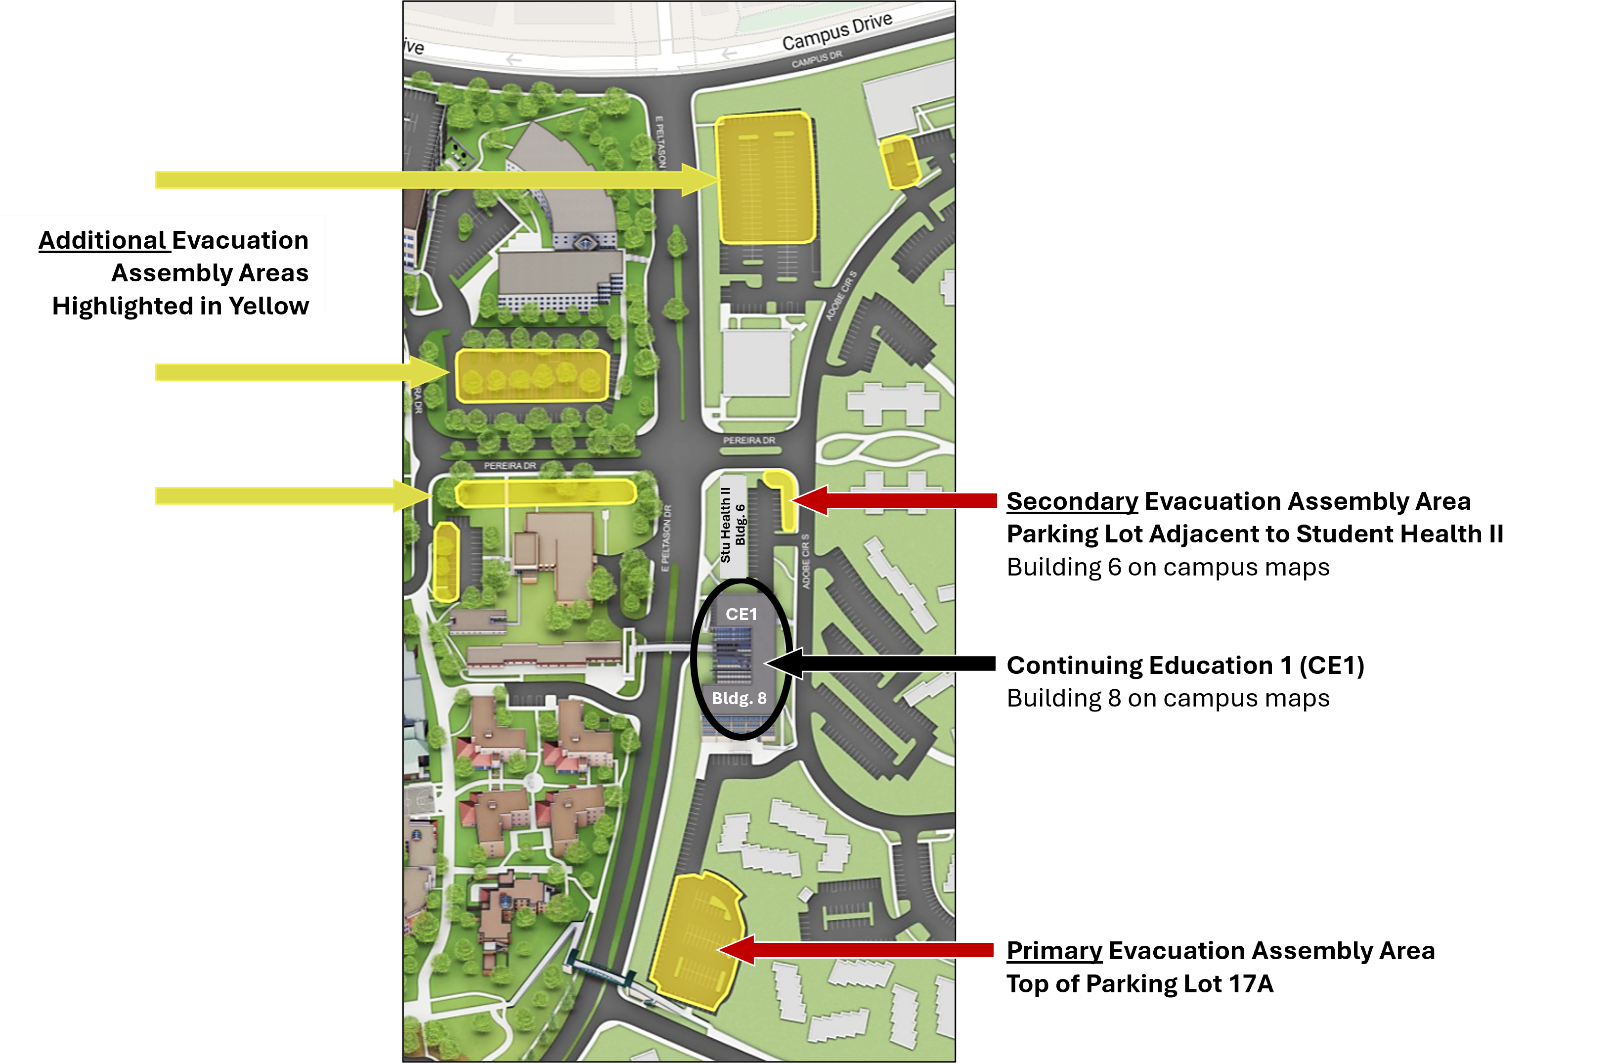 ive
Campus Drive
CAMPUS DR
E PELTASON
Additional Evacuation
Assembly Areas
Highlighted in Yellow
ADOBE CIR S
RA DR
PEREIRA DR
PEREIRA DR
Stu Health II
Bldg. 6
Secondary Evacuation Assembly Area
Parking Lot Adjacent to Student Health II
Building 6 on campus maps
E PELTASON DR
ADOBE CIR S
CE1
Bldg. 8
Continuing Education 1 (CE1)
Building 8 on campus maps
Primary Evacuation Assembly Area
Top of Parking Lot 17A